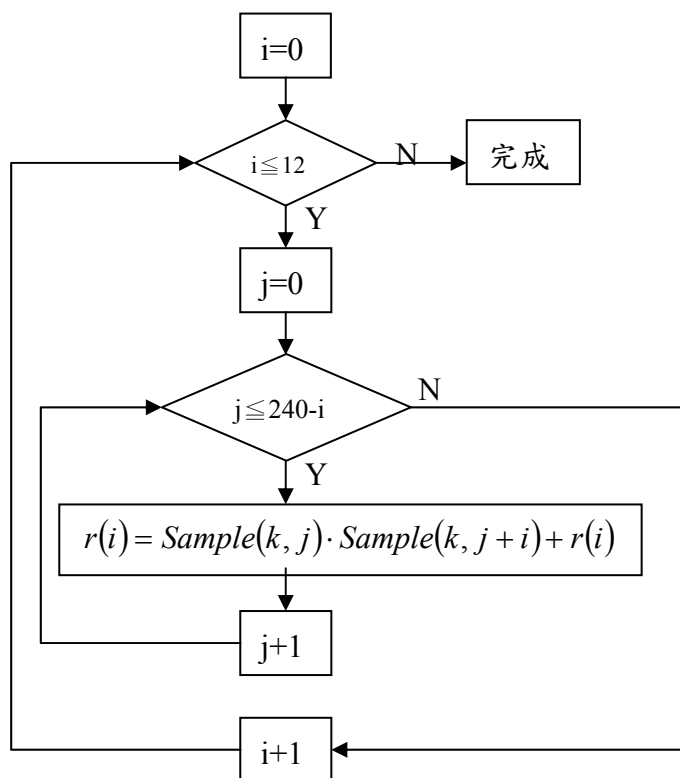 i=0
i≦12
N
完成
Y
j=0
j≦240-i
N
Y
r(i) = Sample(k, j) · Sample(k, j + i) + r(i)
j+1
i+1